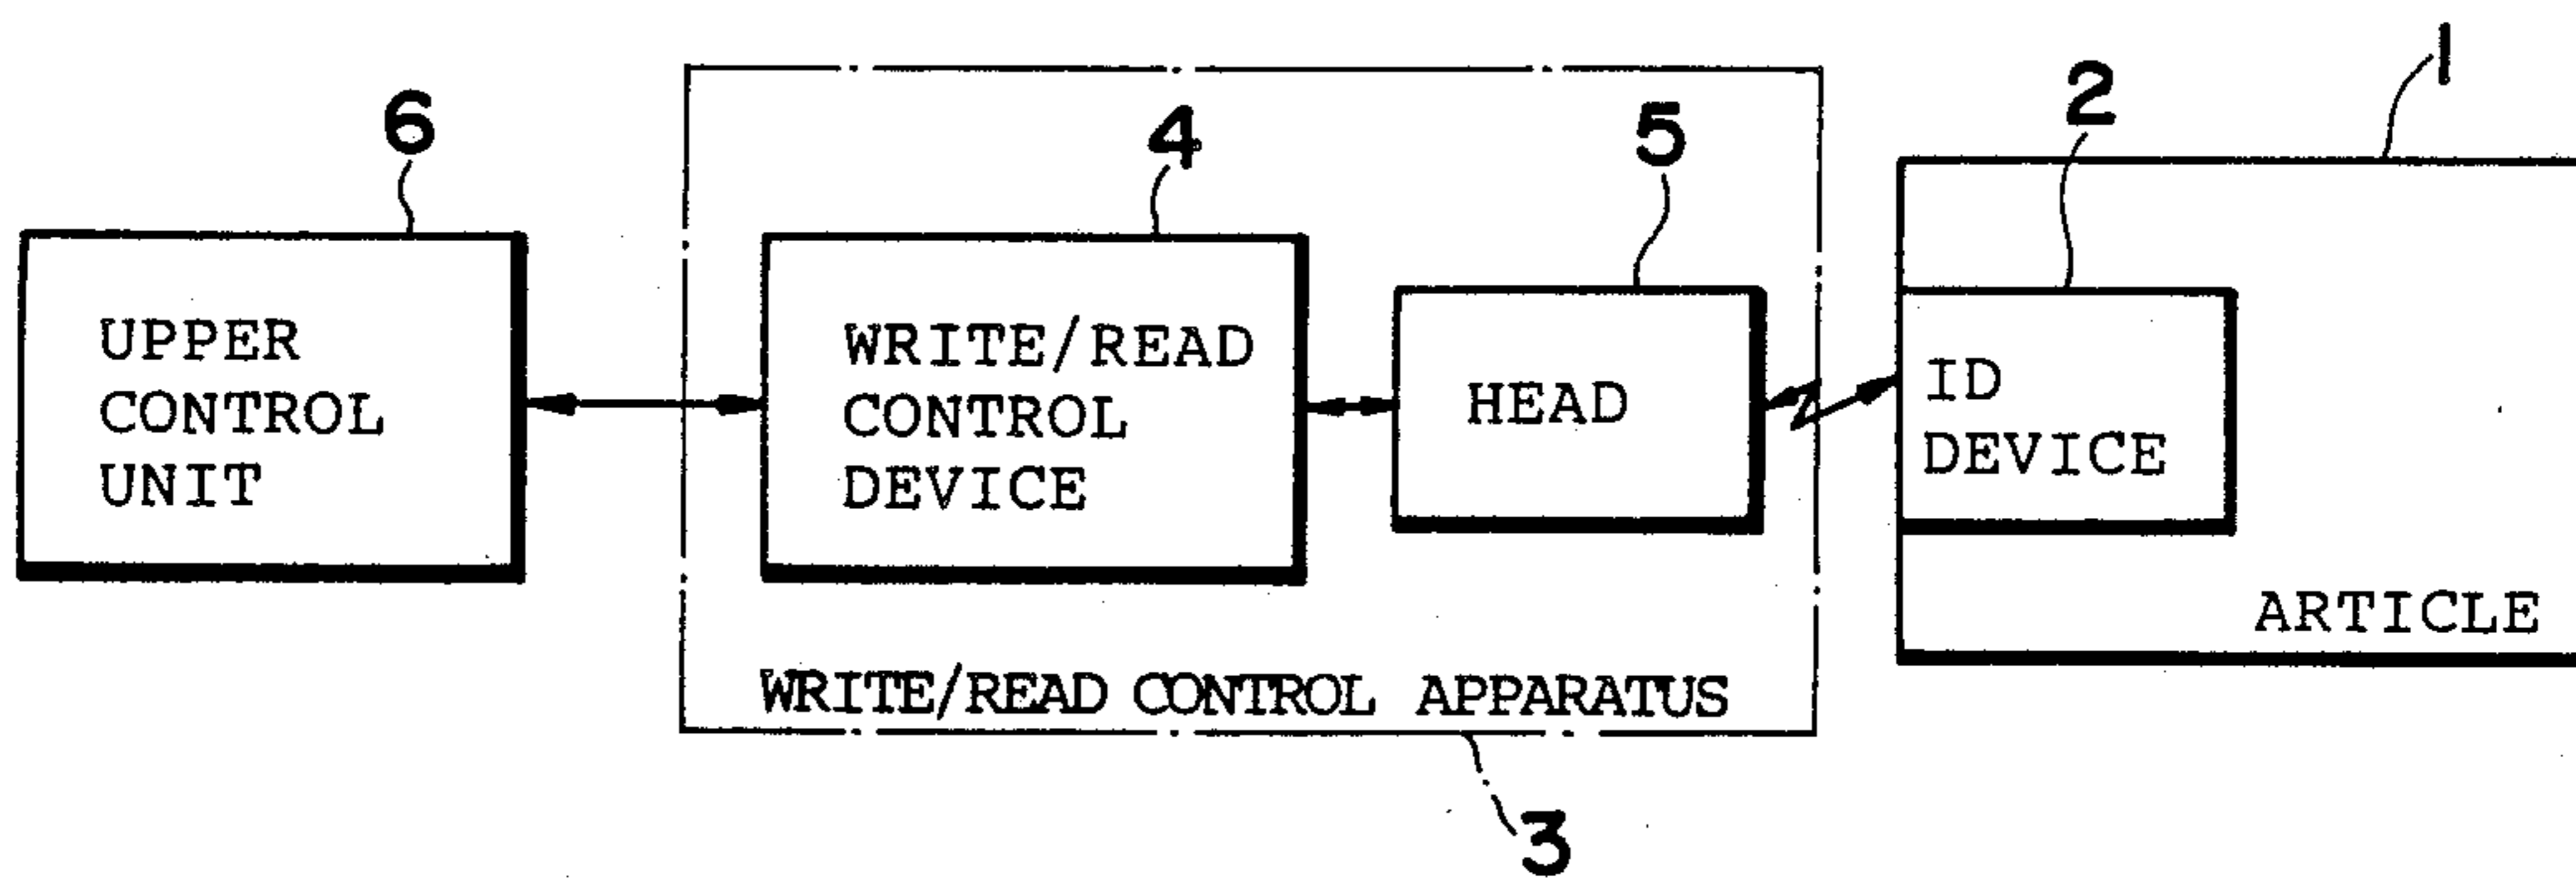 1
2
6
4
5
UPPER
CONTROL
UNIT
WRITE/READ
CONTROL
DEVICE
HEAD
ID
DEVICE
ARTICLE
WRITE/READ CONTROL APPARATUS
3